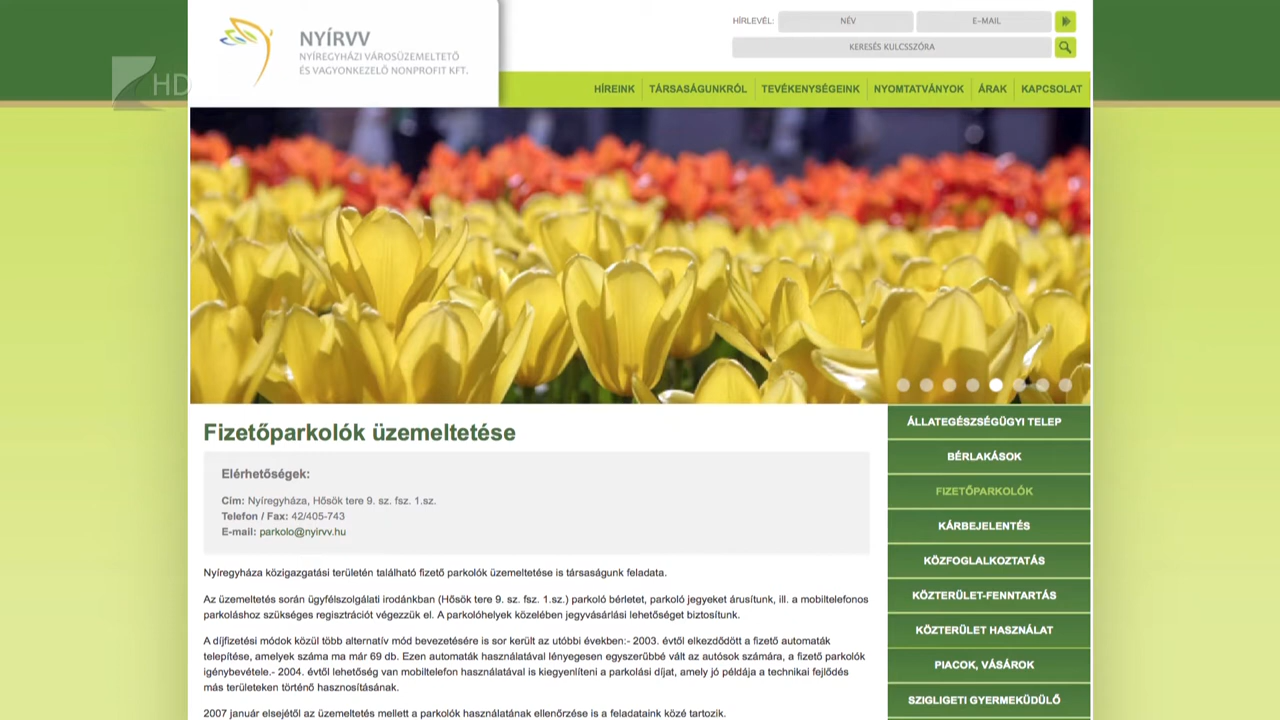 HÍRLEVÉL: NÉV E-MAIL
KERESÉS KULCSSZÓRA
NYÍRVV
NYÍREGYHÁZI VÁROSÜZEMELTETŐ
ÉS VAGYONKEZELŐ NONPROFIT KFT.
HD
HÍREINK TÁRSASÁGUNKRÓL TEVÉKENYSÉGEINK NYOMTATVÁNYOK ÁRAK KAPCSOLAT
Fizetőparkolók üzemeltetése
Elérhetőségek:
Cím: Nyíregyháza, Hősök tere 9. sz. fsz. 1.sz.
Telefon / Fax: 42/405-743
E-mail: parkolo@nyirvv.hu
Nyíregyháza közigazgatási területén található fizető parkolók üzemeltetése is társaságunk feladata.
Az üzemeltetés során ügyfélszolgálati irodánkban (Hősök tere 9. sz. fsz. 1.sz.) parkoló bérletet, parkoló jegyeket árusítunk, ill. a mobiltelefonos
parkoláshoz szükséges regisztrációt végezzük el. A parkolóhelyek közelében jegyvásárlási lehetőséget biztosítunk.
A díjfizetési módok közül több alternatív mód bevezetésére is sor került az utóbbi években:- 2003. évtől elkezdődött a fizető automaták
telepítése, amelyek száma ma már 69 db. Ezen automaták használatával lényegesen egyszerűbbé vált az autósok számára, a fizető parkolók
igénybevétele.- 2004. évtől lehetőség van mobiltelefon használatával is kiegyenlíteni a parkolási díjat, amely jó példája a technikai fejlődés
más területeken történő hasznosításának.
2007 január elsejétől az üzemeltetés mellett a parkolók használatának ellenőrzése is a feladataink közé tartozik.
ÁLLATEGÉSZSÉGÜGYI TELEP
BÉRLAKÁSOK
FIZETŐPARKOLÓK
KÁRBEJELENTÉS
KÖZFOGLALKOZTATÁS
KÖZTERÜLET-FENNTARTÁS
KÖZTERÜLET HASZNÁLAT
PIACOK, VÁSÁROK
SZIGLIGETI GYERMEKÜDÜLŐ